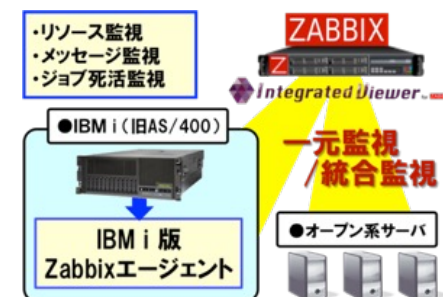 ・リソース監視
・メッセージ監視
・ジョブ死活監視
ZABBIX
Z
Integrated Viewer
●IBM i(旧AS/400)
一元監視
/統合監視
IBM i 版
Zabbixエージェント
●オープン系サーバ